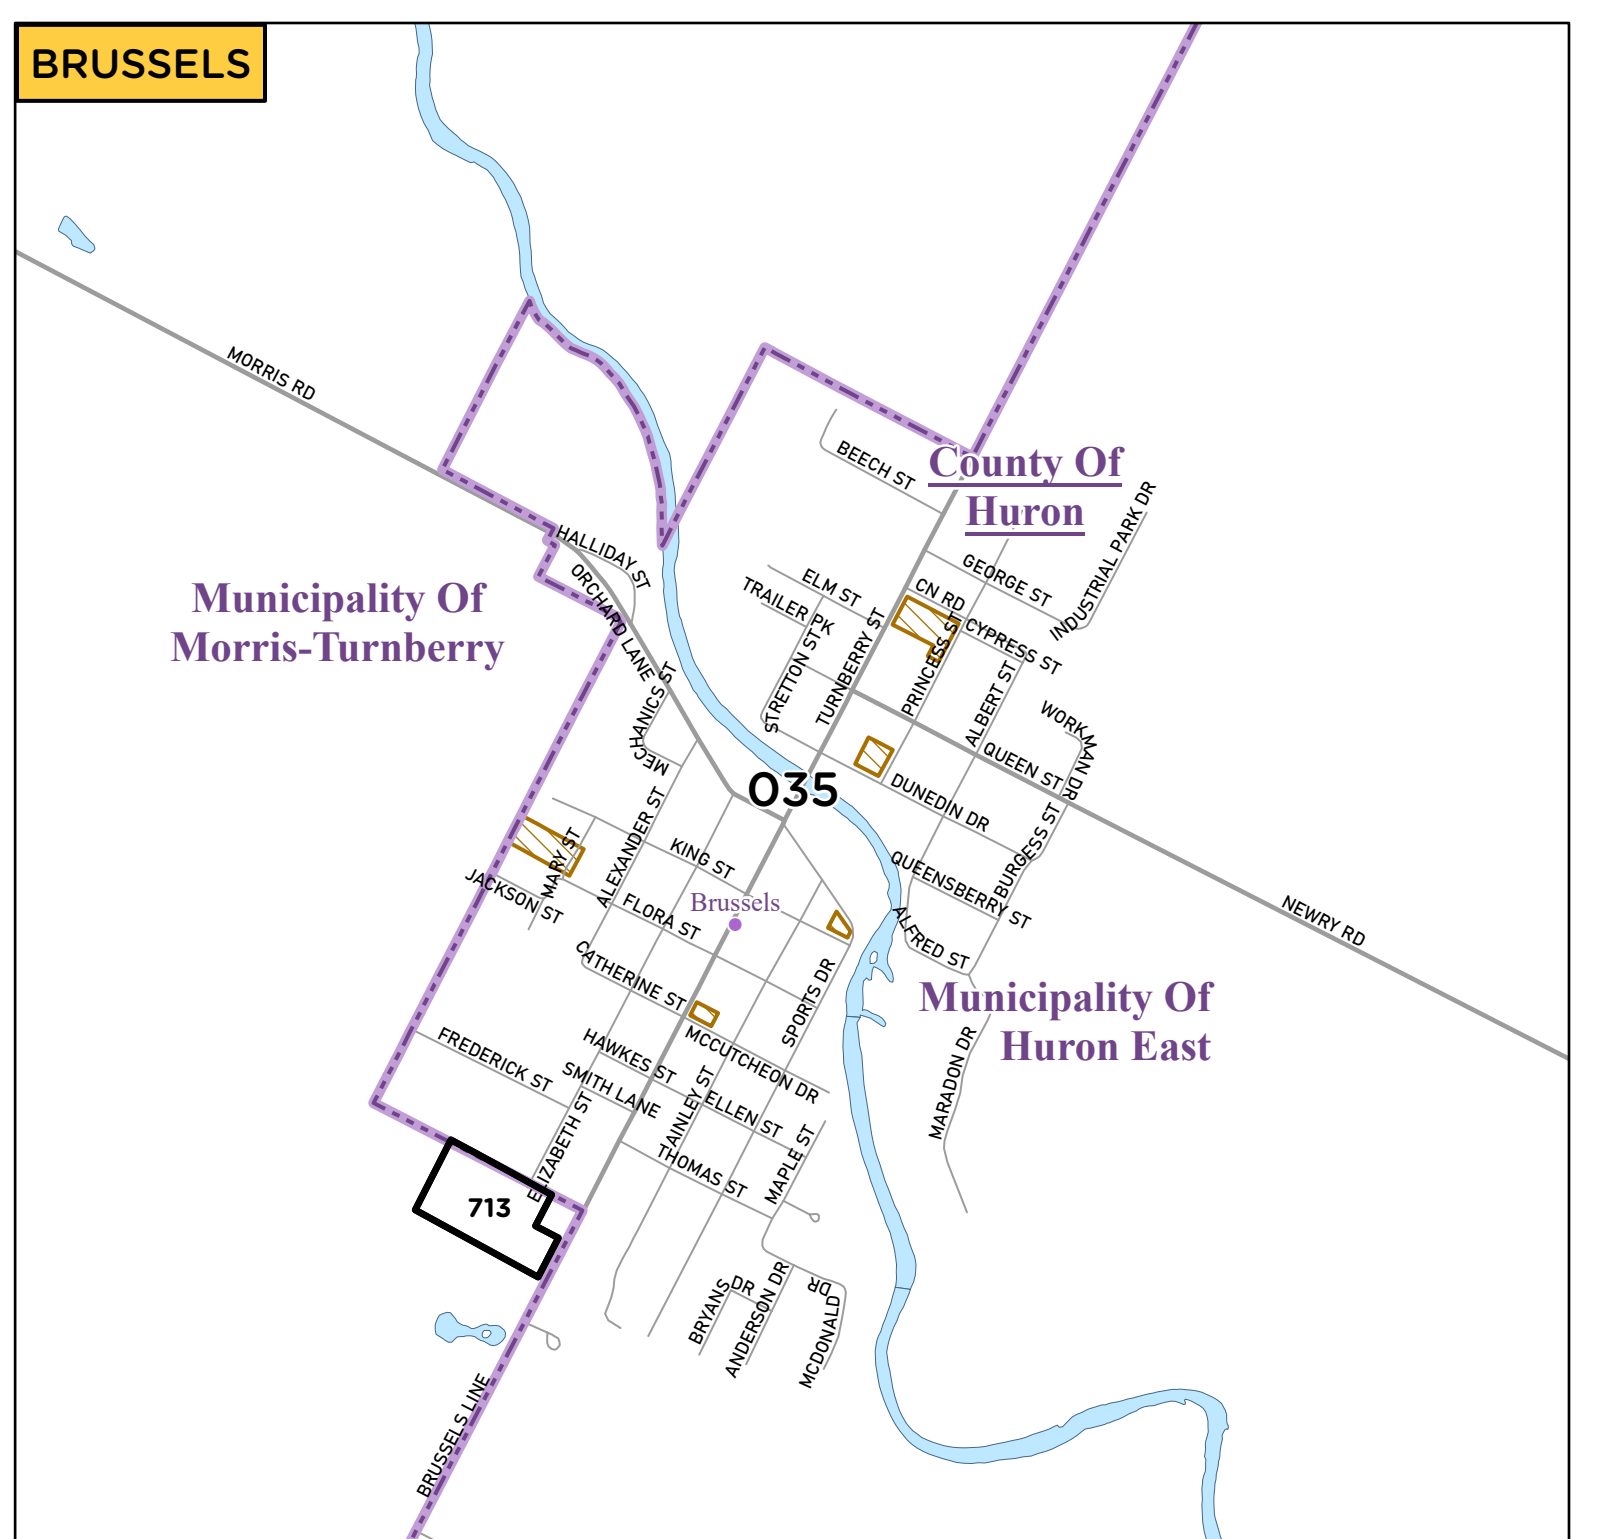 BRUSSELS
MORRIS RD
BEECH ST
County Of
Huron
INDUSTRIAL PARK DR
HALLIDAY ST
ORCHARD LANE
GEORGE ST
ELM ST
TRAILER PK
CN RD
CYPRESS ST
Municipality Of
Morris-Turnberry
STRETTON ST
TURNBERRY ST
PRINCESS ST
ALBERT ST
MECHANICS ST
MECH
WORKMAN DR
QUEEN ST
035
DUNEDIN DR
ALEXANDER ST
KING ST
MARY ST
JACKSON ST
QUEENSBERRY ST
BURGESS ST
FLORA ST
Brussels
ALFRED ST
NEWRY RD
CATHERINE ST
SPORTS DR
Municipality Of
Huron East
FREDERICK ST
HAWKES ST
MCCUTCHEON DR
SMITH LANE
ELLEN ST
MARADON DR
ELIZABETH ST
TAINLEY ST
THOMAS ST
MAPLE ST
713
BRYANS DR
ANDERSON DR
MCDONALD DR
BRUSSELS LINE